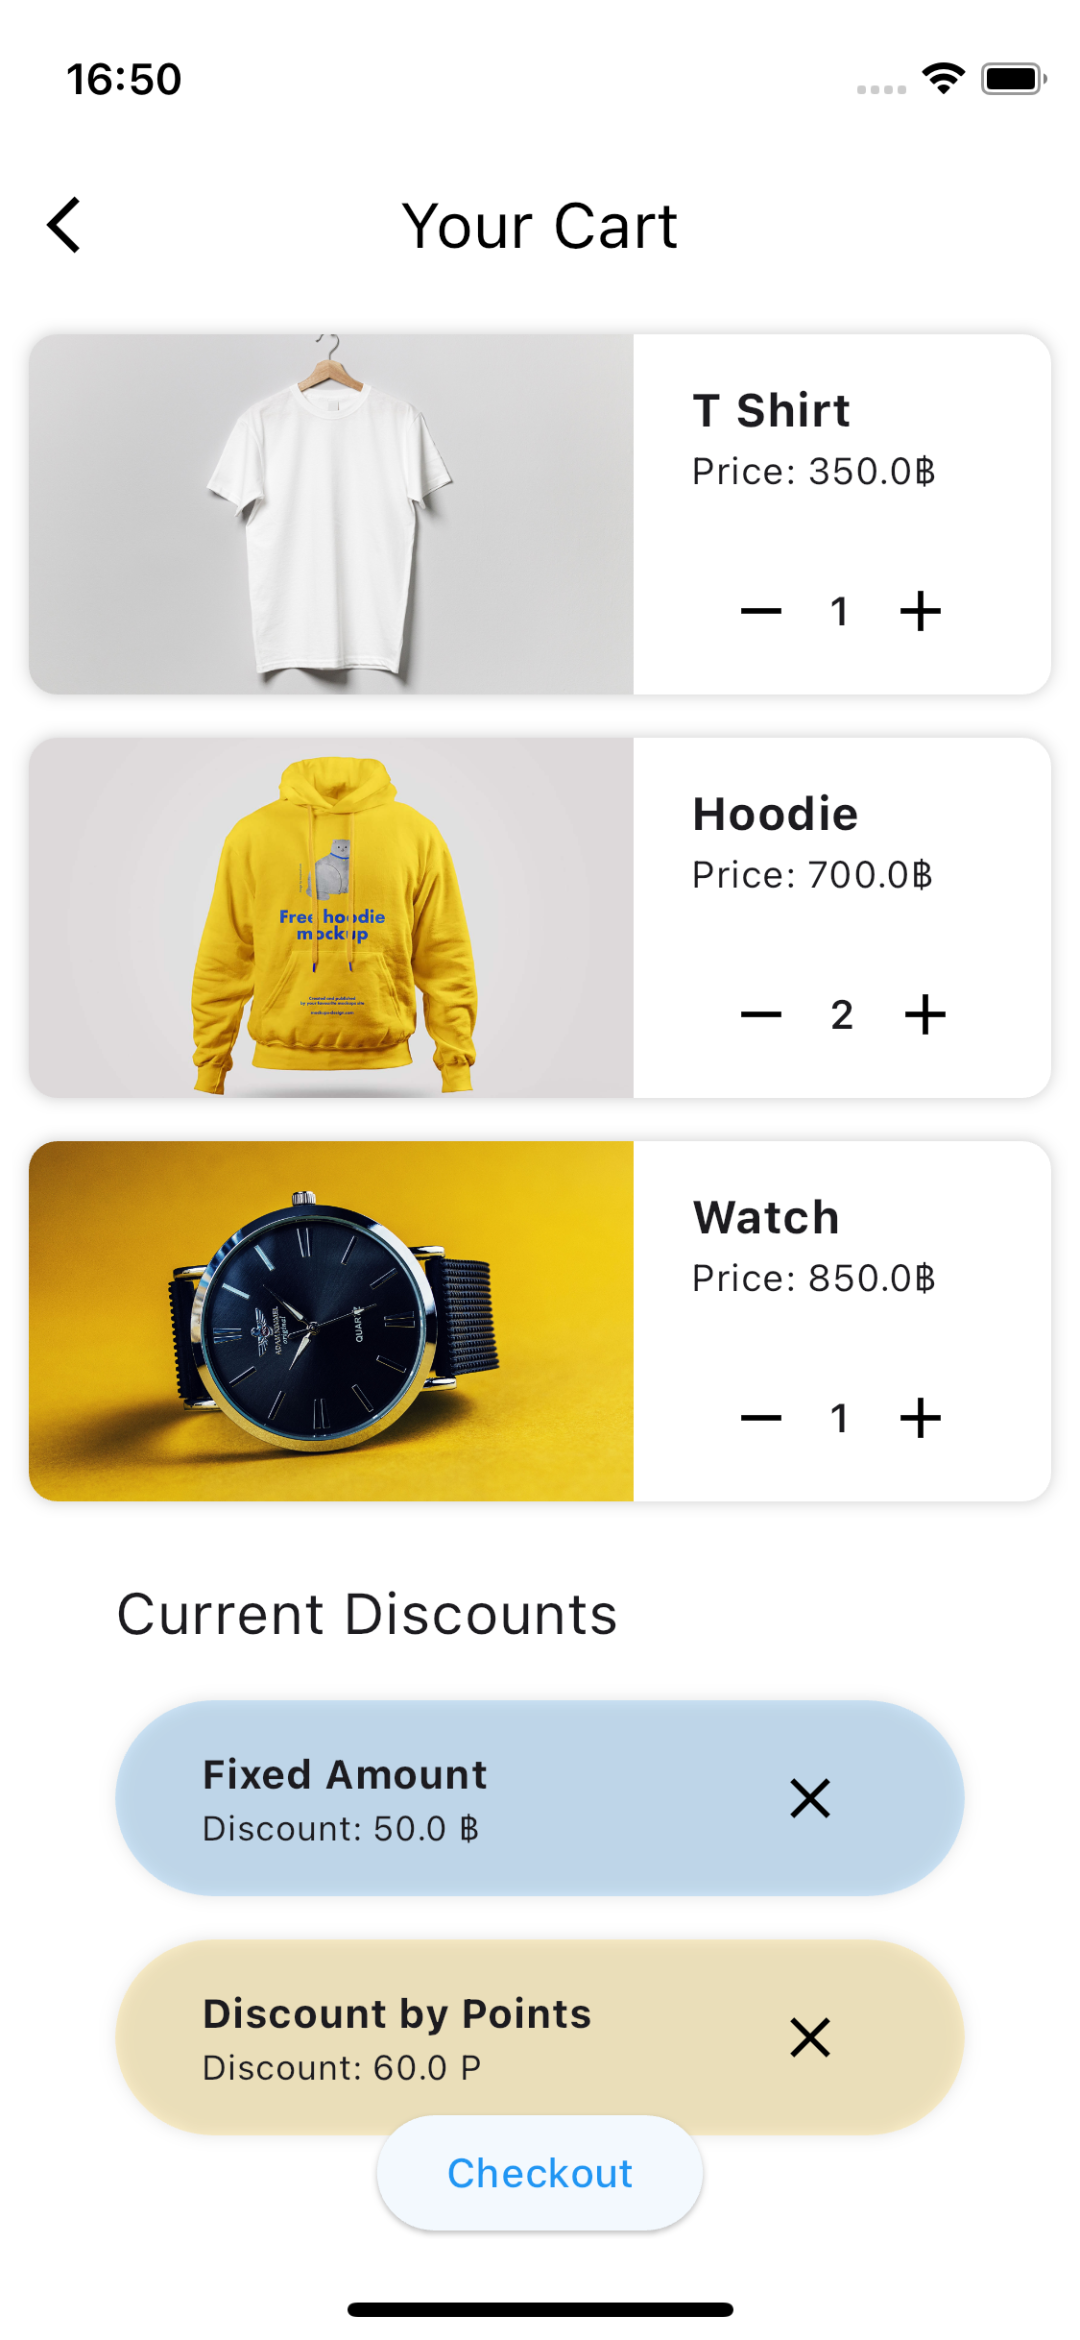 16:50
Your Cart
T Shirt
Price: 350.0฿
1
Hoodie
Price: 700.0฿
2
Free hoodie
mockup
Watch
Price: 850.0฿
1
QUARTZ
Current Discounts
Fixed Amount
Discount: 50.0 ฿
Discount by Points
Discount: 60.0 P
Checkout